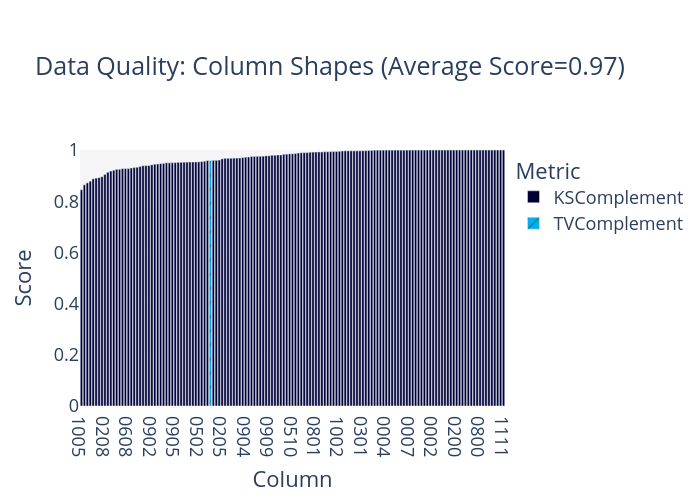 Data Quality: Column Shapes (Average Score=0.97)
1
0.8
0.6
0.4
0.2
0
Score
1005 0208 0608 0902 0905 0502 0205 0904 0909 0510 0801 1002 0301 0004 0007 0002 0200 0800 1111
Column
Metric
KSComplement
TVComplement